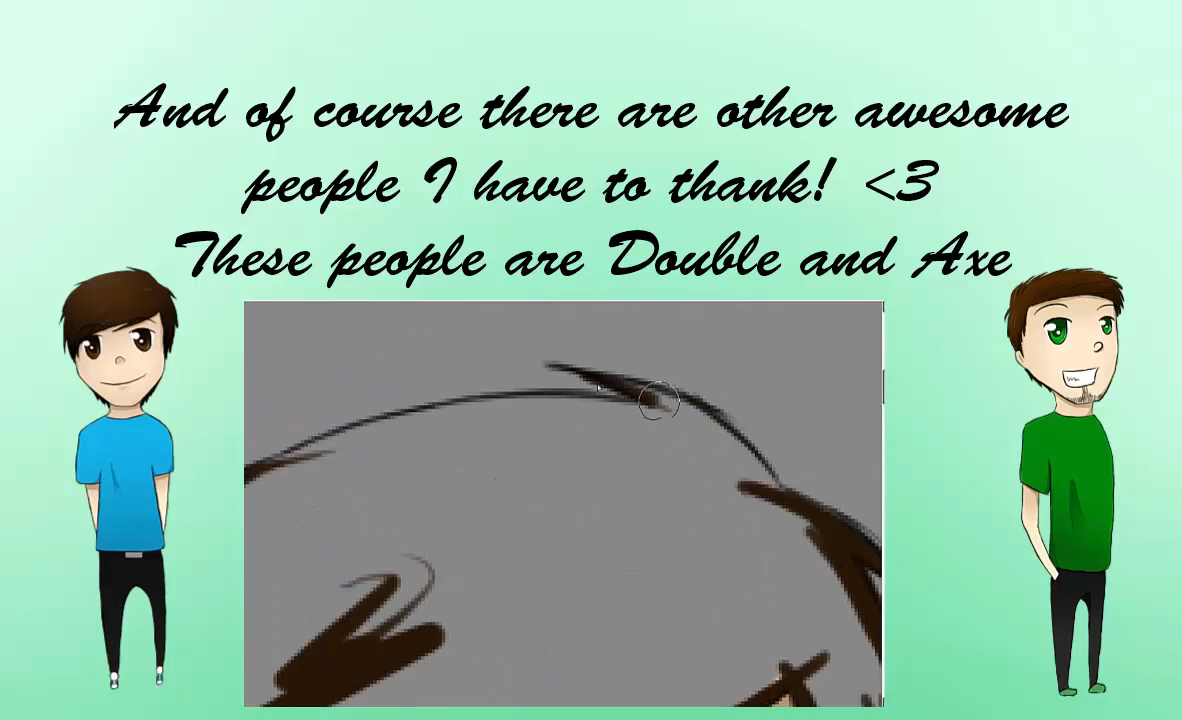 And of course there are other awesome
people I have to thank! <3
These people are Double and Axe